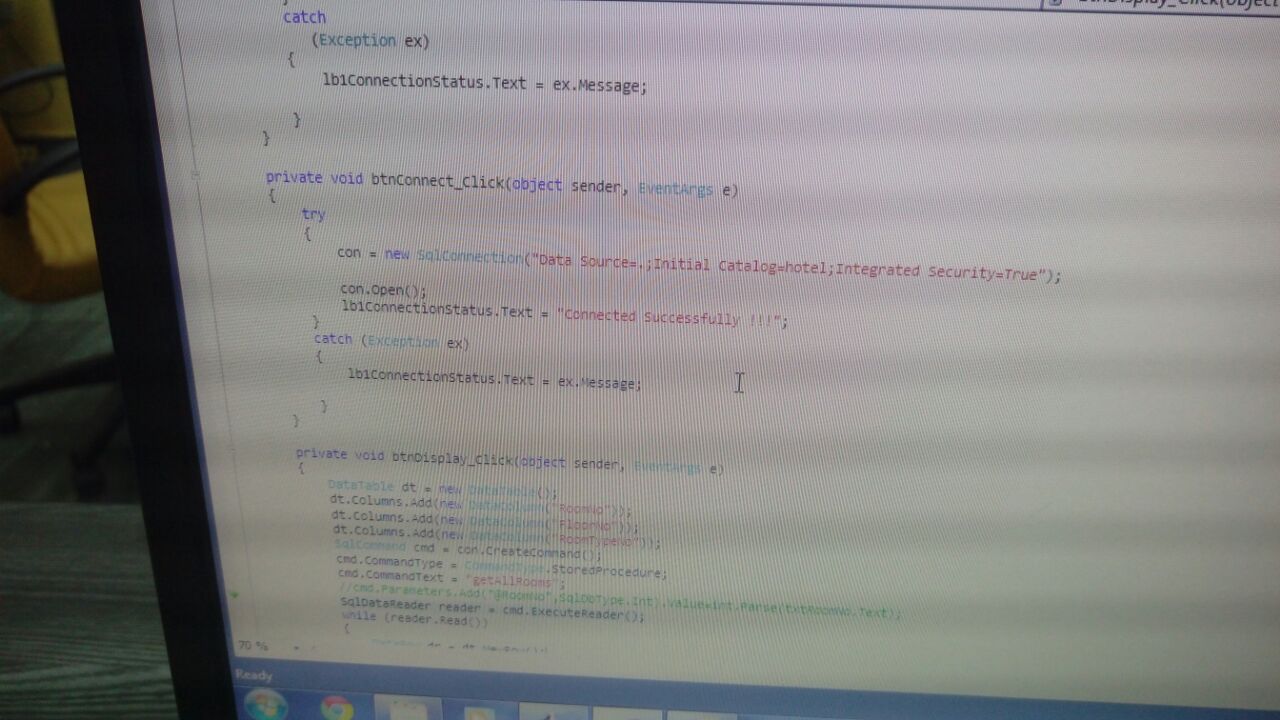 btnDisplay_Click(object
}
catch
(Exception ex)
{
lb1ConnectionStatus.Text = ex.Message;
}
}
private void btnConnect_Click(object sender, EventArgs e)
{
try
{
con = new SqlConnection("Data Source=.;Initial Catalog=hotel;Integrated Security=True");
con.Open();
lb1ConnectionStatus.Text = "Connected Successfully !!!";
}
catch (Exception ex)
{
lb1ConnectionStatus.Text = ex.Message;
}
}
private void btnDisplay_Click(object sender, EventArgs e)
{
DataTable dt = new DataTable();
dt.Columns.Add(new DataColumn("RoomNo"));
dt.Columns.Add(new DataColumn("FloorNo"));
dt.Columns.Add(new DataColumn("RoomTypeNo"));
SqlCommand cmd = con.CreateCommand();
cmd.CommandType = CommandType.StoredProcedure;
cmd.CommandText = "getAllRooms";
//cmd.Parameters.Add("@RoomNo",SqlDbType.Int).Value=int.Parse(txtRoomNo.Text);
SqlDataReader reader = cmd.ExecuteReader();
while (reader.Read())
{
70 %
Ready